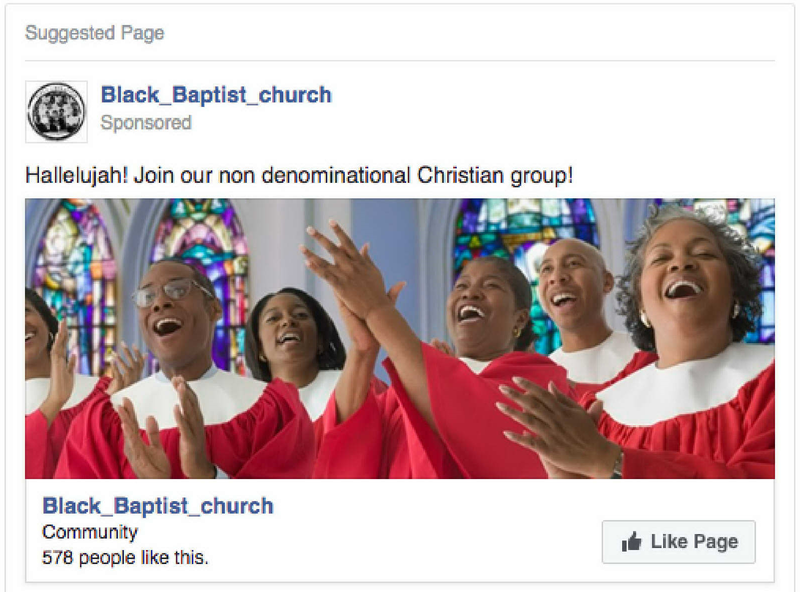 Suggested Page
Black_Baptist_church
Sponsored
Hallelujah! Join our non denominational Christian group!
Black_Baptist_church
Community
578 people like this.
Like Page